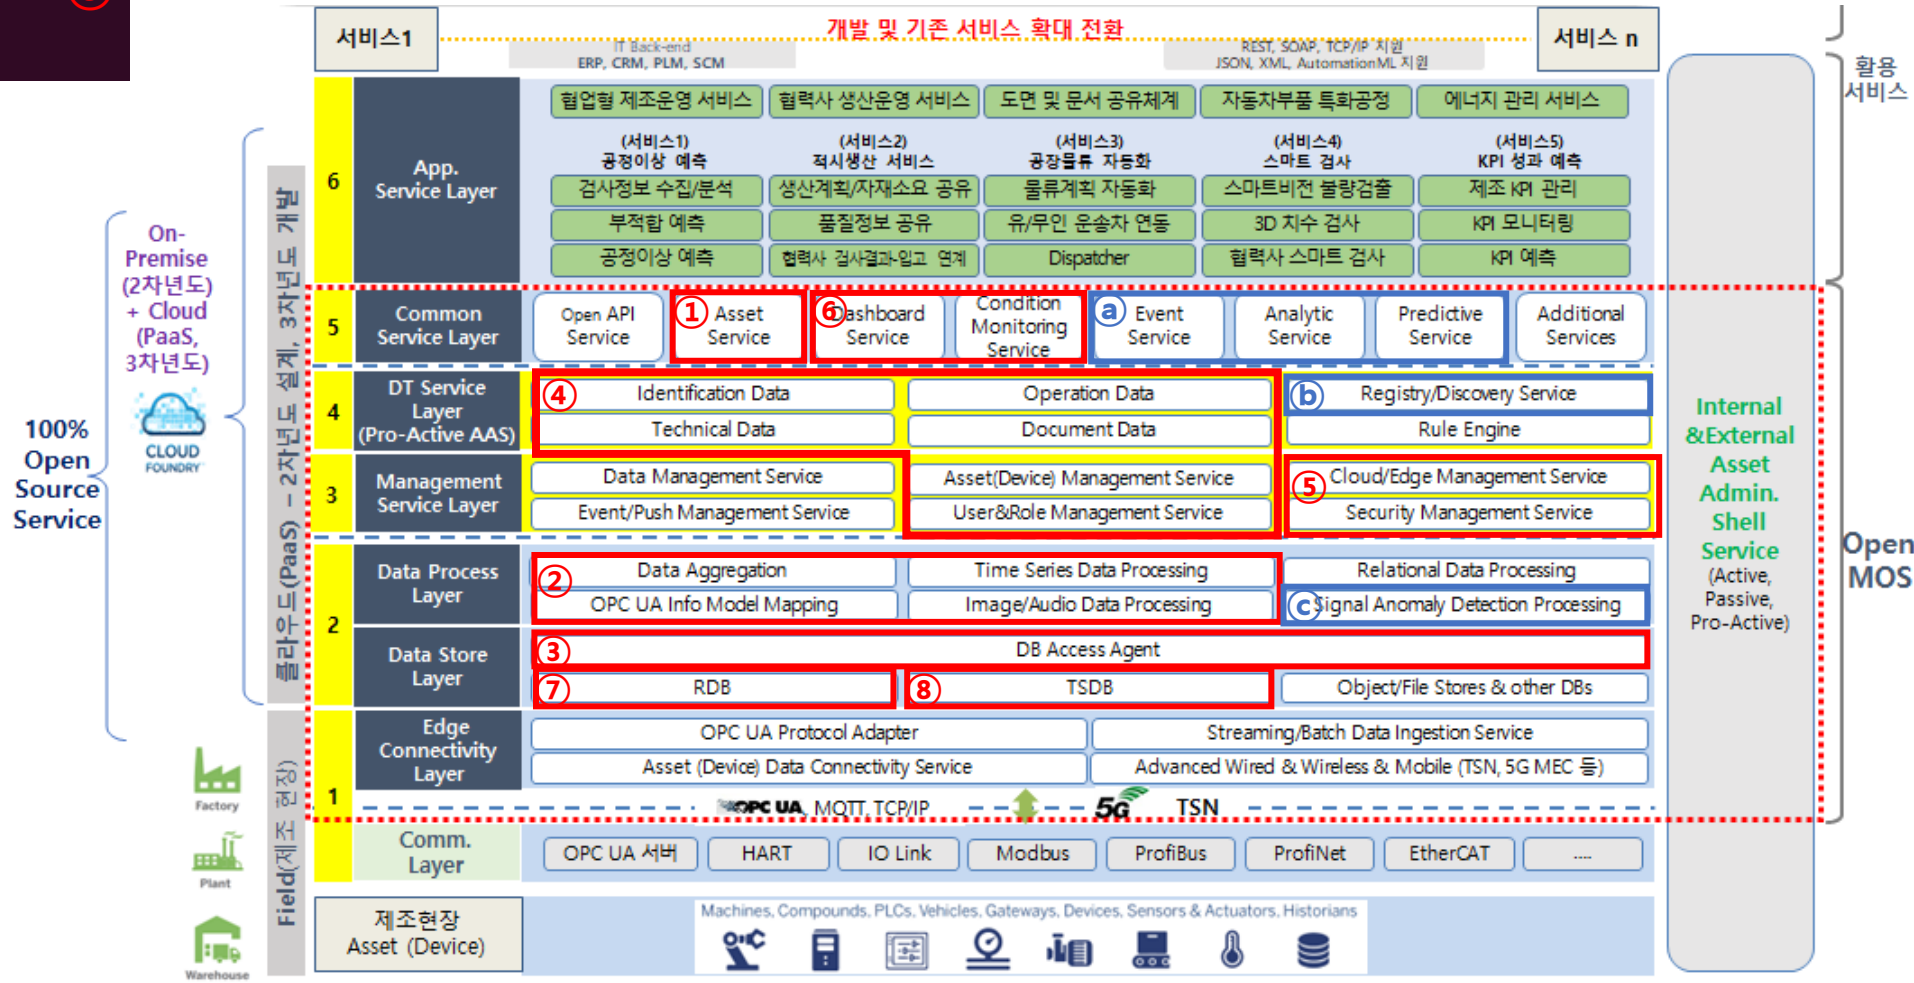 서비스1
개발 및 기존 서비스 확대 전환
서비스 n
IT Back-end
ERP, CRM, PLM, SCM
REST, SOAP, TCP/IP 지원
JSON, XML, AutomationML 지원
활용
서비스
6
App.
Service Layer
협업형 제조운영 서비스
협력사 생산운영 서비스
도면 및 문서 공유체계
자동차부품 특화공정
에너지 관리 서비스
(서비스1)
공정이상 예측
(서비스2)
적시생산 서비스
(서비스3)
공장물류 자동화
(서비스4)
스마트 검사
(서비스5)
KPI 성과 예측
검사정보 수집/분석
생산계획/자재소요 공유
물류계획 자동화
스마트비전 불량검출
제조 KPI 관리
부적합 예측
품질정보 공유
유/무인 운송차 연동
3D 치수 검사
KPI 모니터링
공정이상 예측
협력사 검사결과-입고 연계
Dispatcher
협력사 스마트 검사
KPI 예측
5
Common
Service Layer
Open API
Service
①
Asset
Service
⑥
Dashboard
Service
Condition
Monitoring
Service
ⓐ
Event
Service
Analytic
Service
Predictive
Service
Additional
Services
4
DT Service
Layer
(Pro-Active AAS)
④
Identification Data
Operation Data
ⓑ
Registry/Discovery Service
Technical Data
Document Data
Rule Engine
3
Management
Service Layer
Data Management Service
Asset(Device) Management Service
⑤
Cloud/Edge Management Service
Event/Push Management Service
User&Role Management Service
Security Management Service
2
Data Process
Layer
②
Data Aggregation
Time Series Data Processing
Relational Data Processing
OPC UA Info Model Mapping
Image/Audio Data Processing
ⓒ
Signal Anomaly Detection Processing
Data Store
Layer
③
DB Access Agent
⑦
RDB
⑧
TSDB
Object/File Stores & other DBs
1
Edge
Connectivity
Layer
OPC UA Protocol Adapter
Streaming/Batch Data Ingestion Service
Asset (Device) Data Connectivity Service
Advanced Wired & Wireless & Mobile (TSN, 5G MEC 등)
OPC UA, MQTT, TCP/IP
5G
TSN
Comm.
Layer
OPC UA 서버
HART
IO Link
Modbus
ProfiBus
ProfiNet
EtherCAT
....
제조현장
Asset (Device)
Machines, Compounds, PLCs, Vehicles, Gateways, Devices, Sensors & Actuators, Historians
100%
Open
Source
Service
On-
Premise
(2차년도)
+ Cloud
(PaaS,
3차년도)
CLOUD
FOUNDRY
클라우드(PaaS) – 2차년도 설계, 3차년도 개발
Field(제조 현장)
Factory
Plant
Warehouse
Internal
&External
Asset
Admin.
Shell
Service
(Active,
Passive,
Pro-Active)
Open
MOS